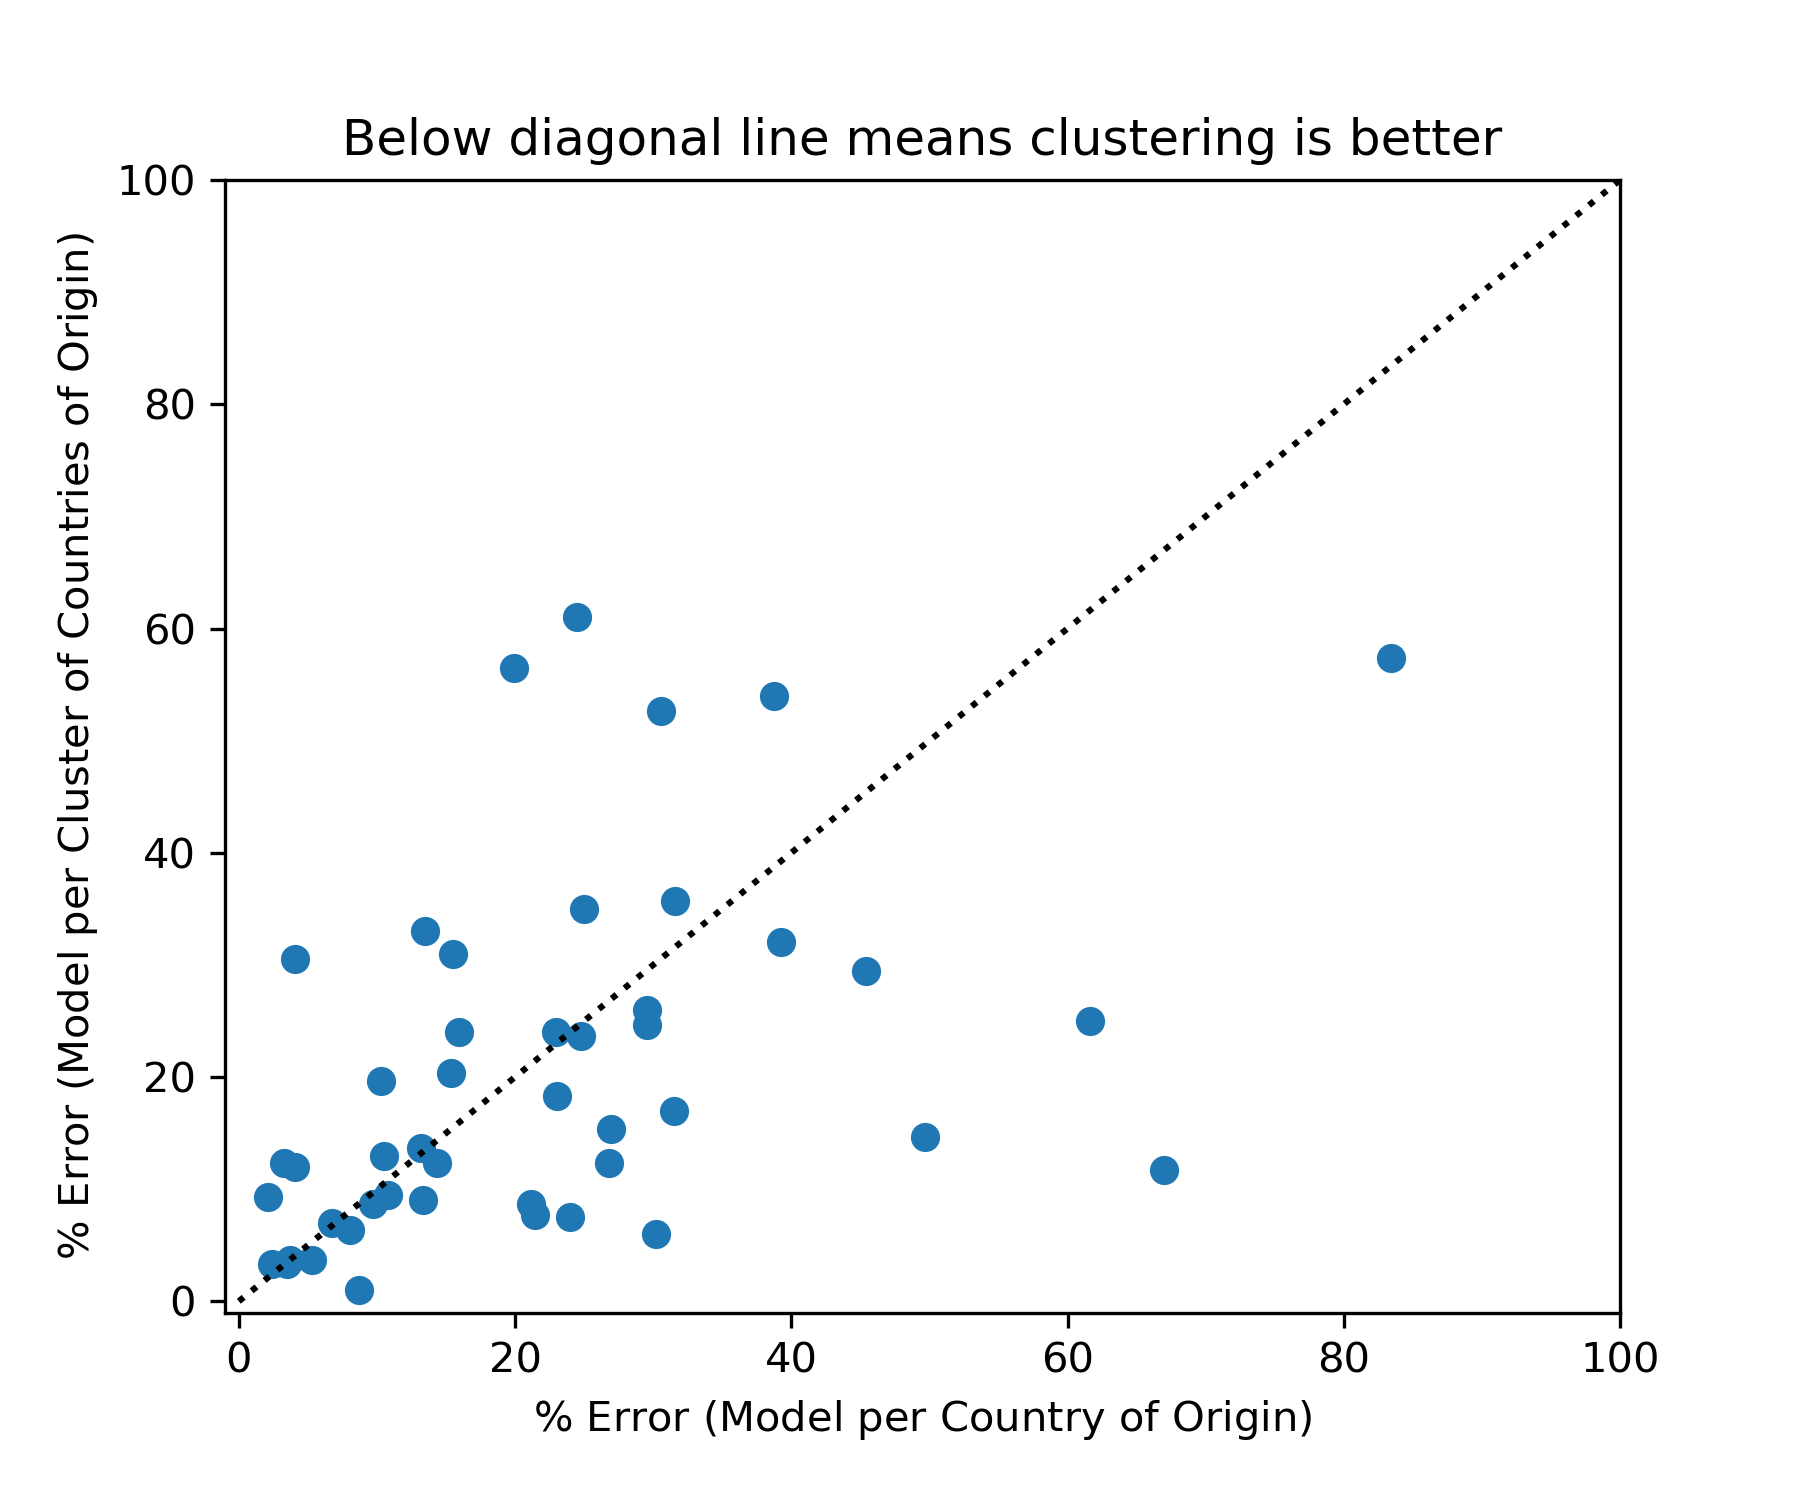 Below diagonal line means clustering is better
% Error (Model per Cluster of Countries of Origin)
100
80
60
40
20
0
0 20 40 60 80 100
% Error (Model per Country of Origin)